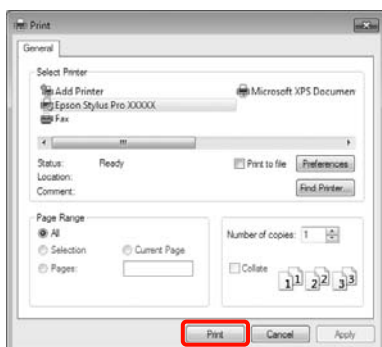 Print
General
Select Printer
Add Printer
Microsoft XPS Documen
Epson Stylus Pro XXXXX
Fax
Status: Ready
Print to file
Preferences
Location:
Comment:
Find Printer...
Page Range
All
Selection
Current Page
Pages:
Number of copies: 1
Collate
1 1 2 2 3 3
Print
Cancel
Apply